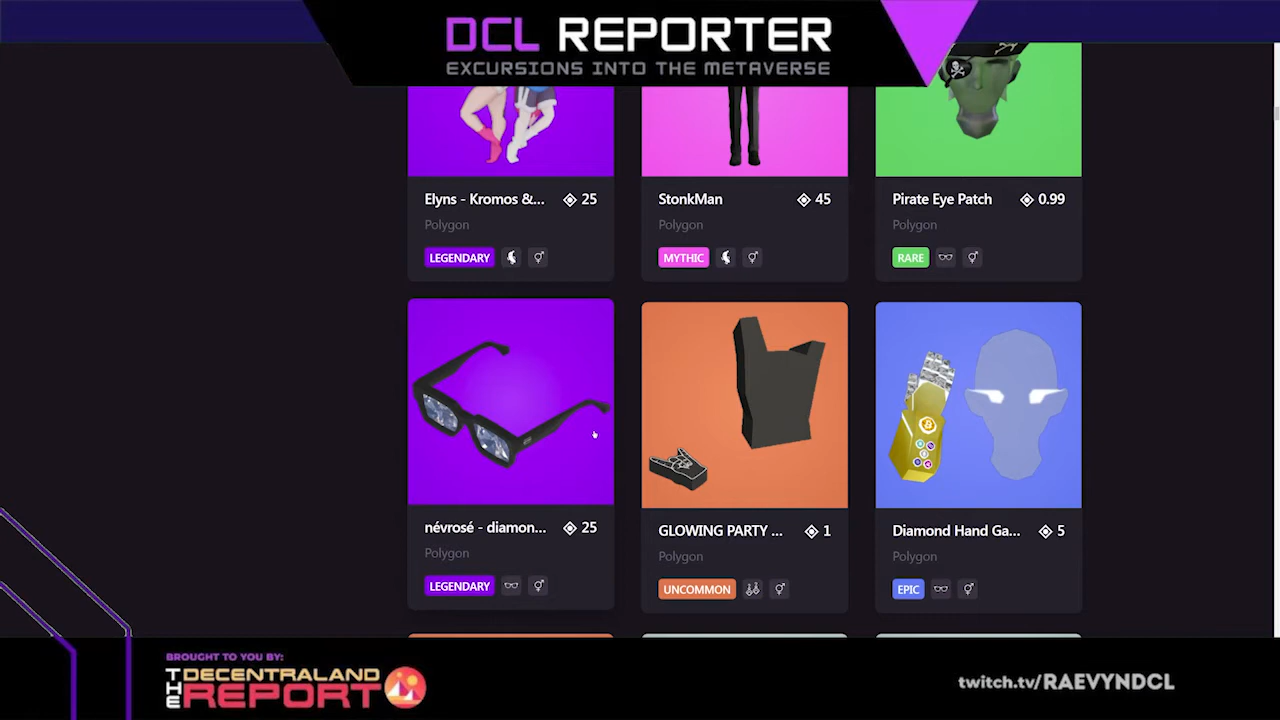 DCL REPORTER
EXCURSIONS INTO THE METAVERSE
Elyns - Kromos &... 25
Polygon
LEGENDARY
StonkMan 45
Polygon
MYTHIC
Pirate Eye Patch 0.99
Polygon
RARE
névrosé - diamon... 25
Polygon
LEGENDARY
GLOWING PARTY ... 1
Polygon
UNCOMMON
Diamond Hand Ga... 5
Polygon
EPIC
BROUGHT TO YOU BY:
THE DECENTRALAND
REPORT
twitch.tv/RAEVYNDCL